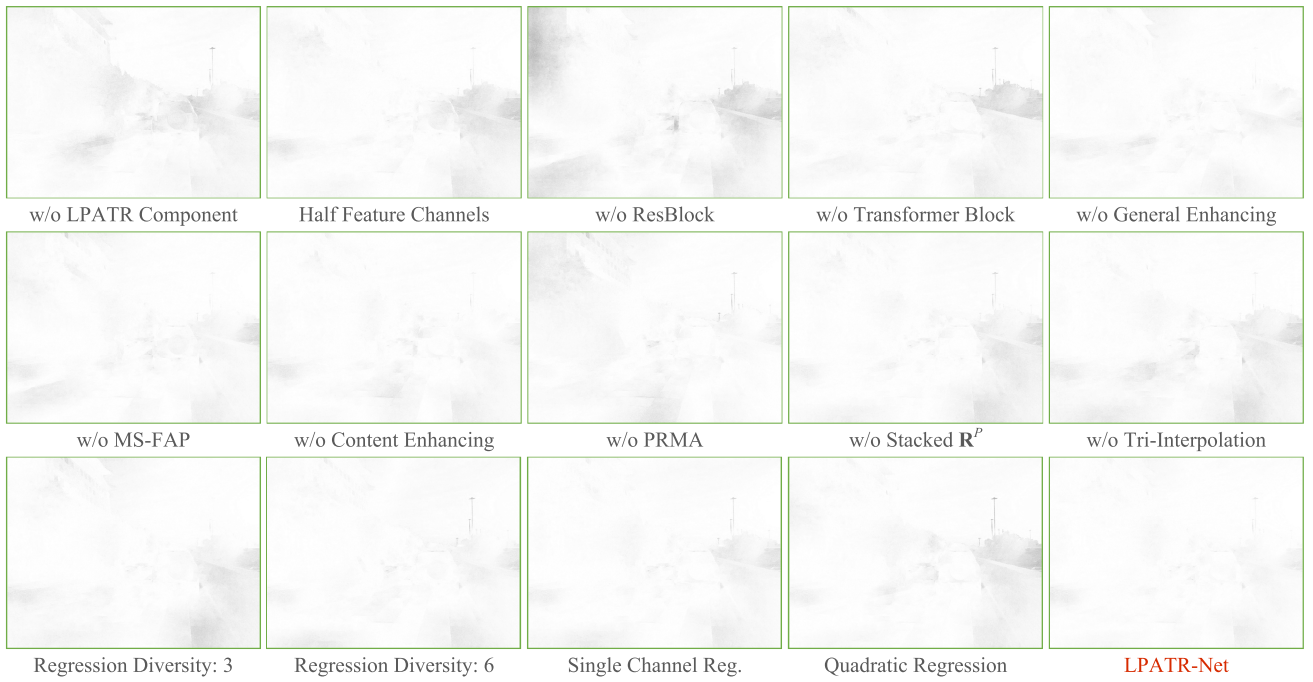 w/o LPATR Component
Half Feature Channels
w/o ResBlock
w/o Transformer Block
w/o General Enhancing
w/o MS-FAP
w/o Content Enhancing
w/o PRMA
w/o Stacked R^P
w/o Tri-Interpolation
Regression Diversity: 3
Regression Diversity: 6
Single Channel Reg.
Quadratic Regression
LPATR-Net